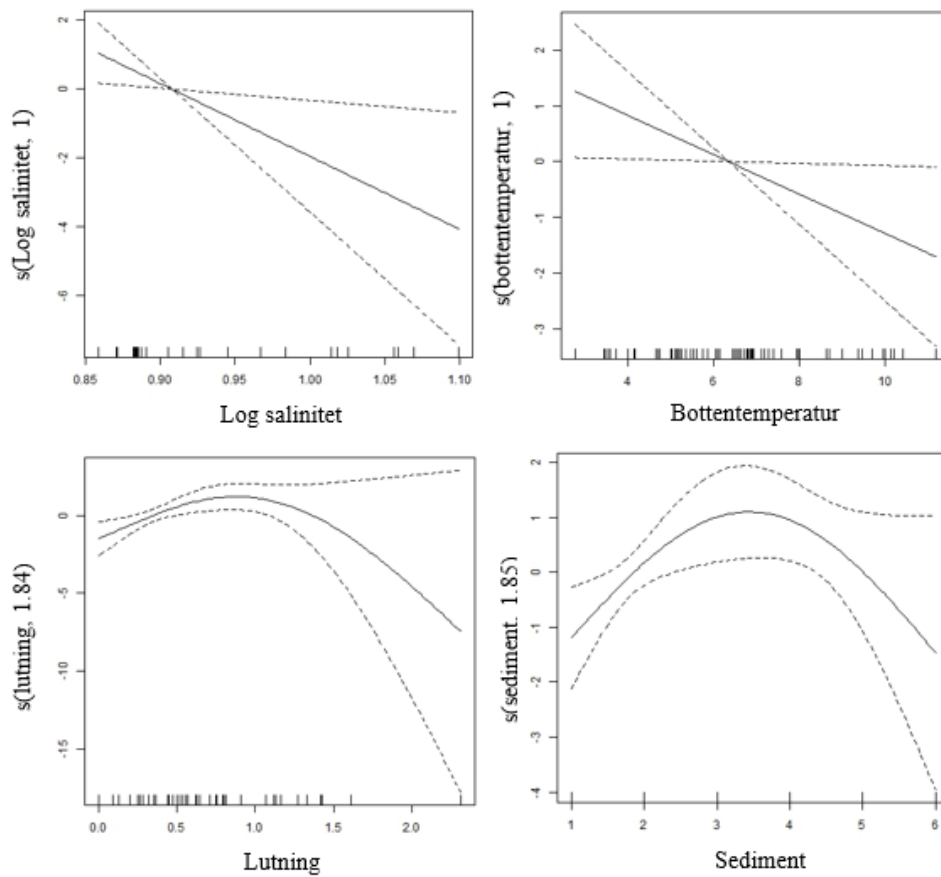 s(Log salinitet, 1)
2
0
-2
-4
-6
0.85 0.90 0.95 1.00 1.05 1.10
Log salinitet
s(bottentemperatur, 1)
2
1
0
-1
-2
-3
4 6 8 10
Bottentemperatur
s(lutning, 1.84)
0
-5
-10
-15
0.0 0.5 1.0 1.5 2.0
Lutning
s(sediment. 1.85)
2
1
0
-1
-2
-3
-4
1 2 3 4 5 6
Sediment